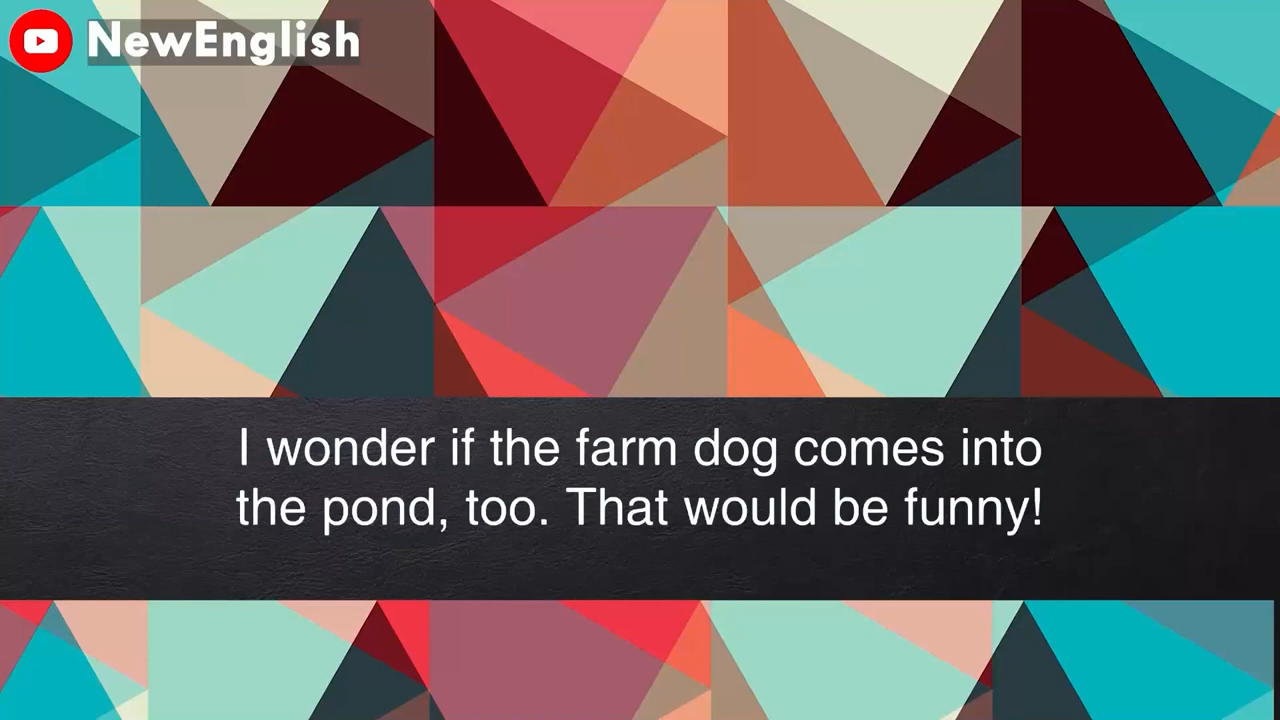 NewEnglish
I wonder if the farm dog comes into
the pond, too. That would be funny!